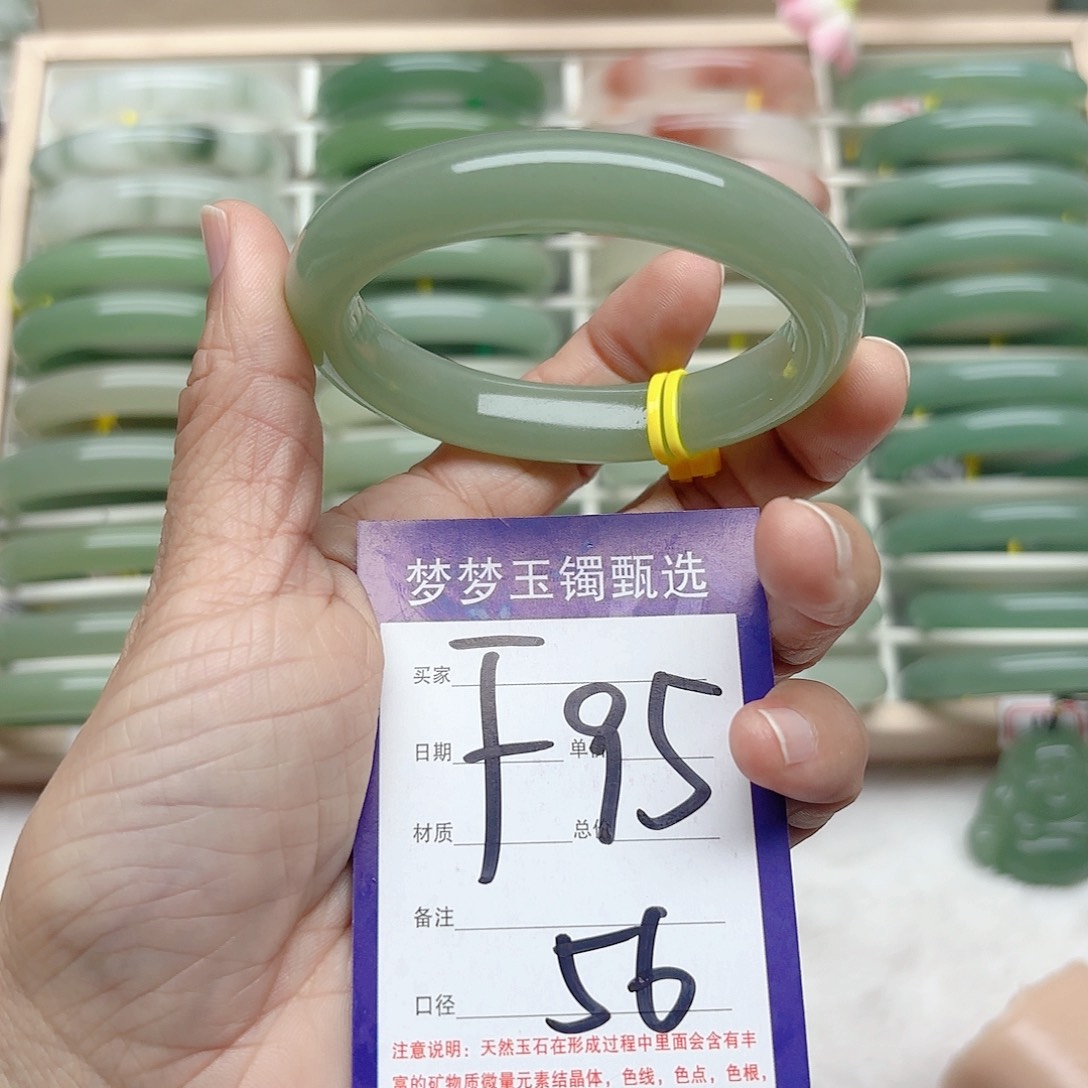 梦梦玉镯甄选
买家
F95
日期 单价
材质 总价
备注
56
口径
注意说明：天然玉石在形成过程中里面会含有丰
富的矿物质微量元素结晶体，色线，色点，色根，